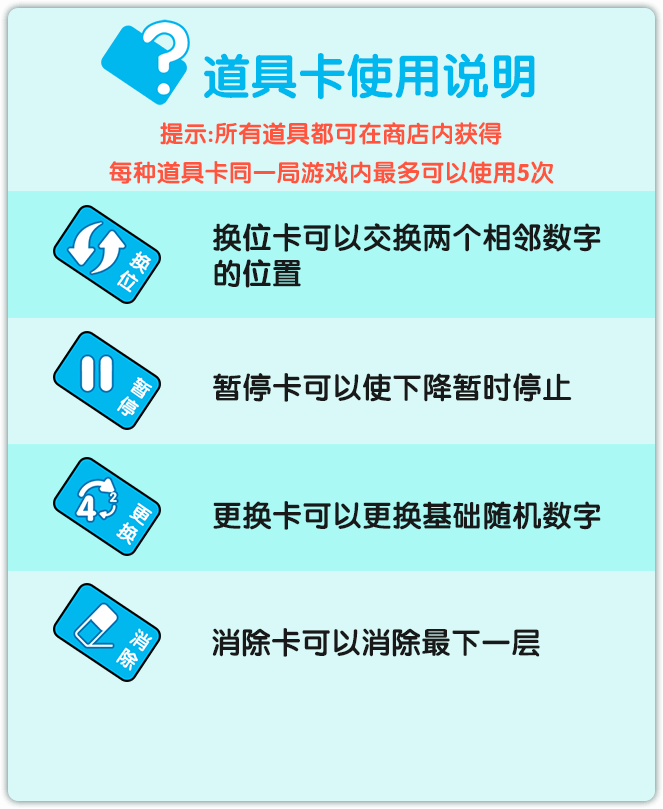 道具卡使用说明
提示:所有道具都可在商店内获得
每种道具卡同一局游戏内最多可以使用5次
换位
换位卡可以交换两个相邻数字
的位置
暂停
暂停卡可以使下降暂时停止
4 2
更换
更换卡可以更换基础随机数字
消除
消除卡可以消除最下一层